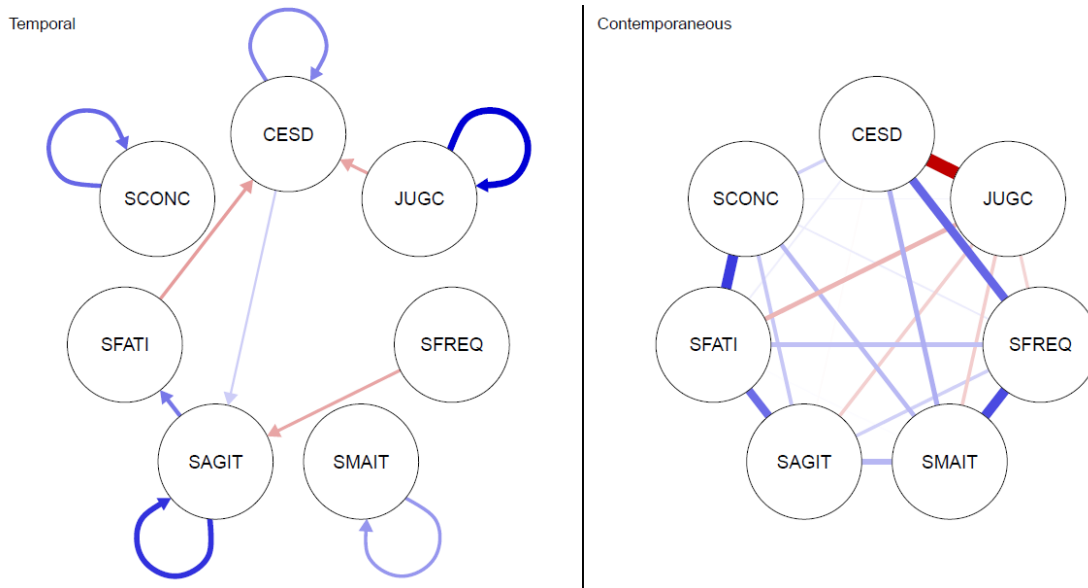 Temporal
CESD
SCONC
JUGC
SFATI
SFREQ
SAGIT
SMAIT
Contemporaneous
CESD
SCONC
JUGC
SFATI
SFREQ
SAGIT
SMAIT